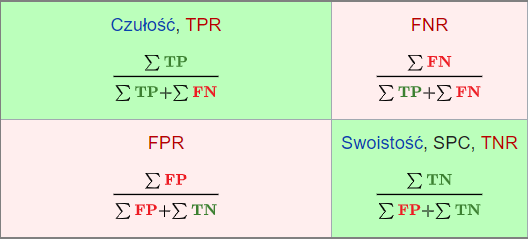 Czułość, TPR
∑ TP
∑ TP+∑ FN
FNR
∑ FN
∑ TP+∑ FN
FPR
∑ FP
∑ FP+∑ TN
Swoistość, SPC, TNR
∑ TN
∑ FP+∑ TN